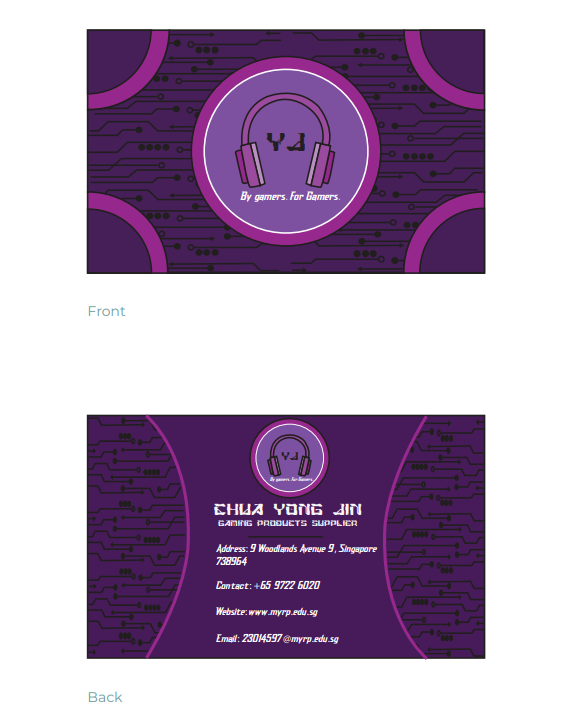 YJ
By gamers. For Gamers.
Front
YJ
By gamers. For Gamers.
CHUA YONG JIN
GAMING PRODUCTS SUPPLIER
Address: 9 Woodlands Avenue 9, Singapore
738964
Contact: +65 9722 6020
Website: www.myrp.edu.sg
Email: 23014597@myrp.edu.sg
Back